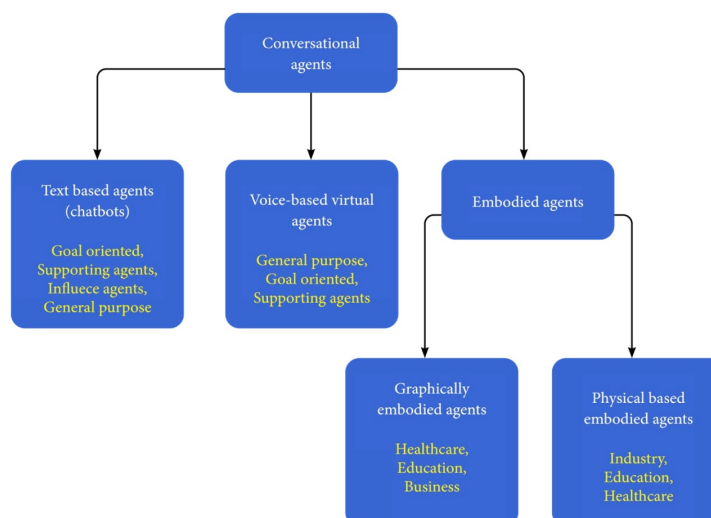 Conversational
agents
Text based agents
(chatbots)
Goal oriented,
Supporting agents,
Influece agents,
General purpose
Voice-based virtual
agents
General purpose,
Goal oriented,
Supporting agents
Embodied agents
Graphically
embodied agents
Healthcare,
Education,
Business
Physical based
embodied agents
Industry,
Education,
Healthcare